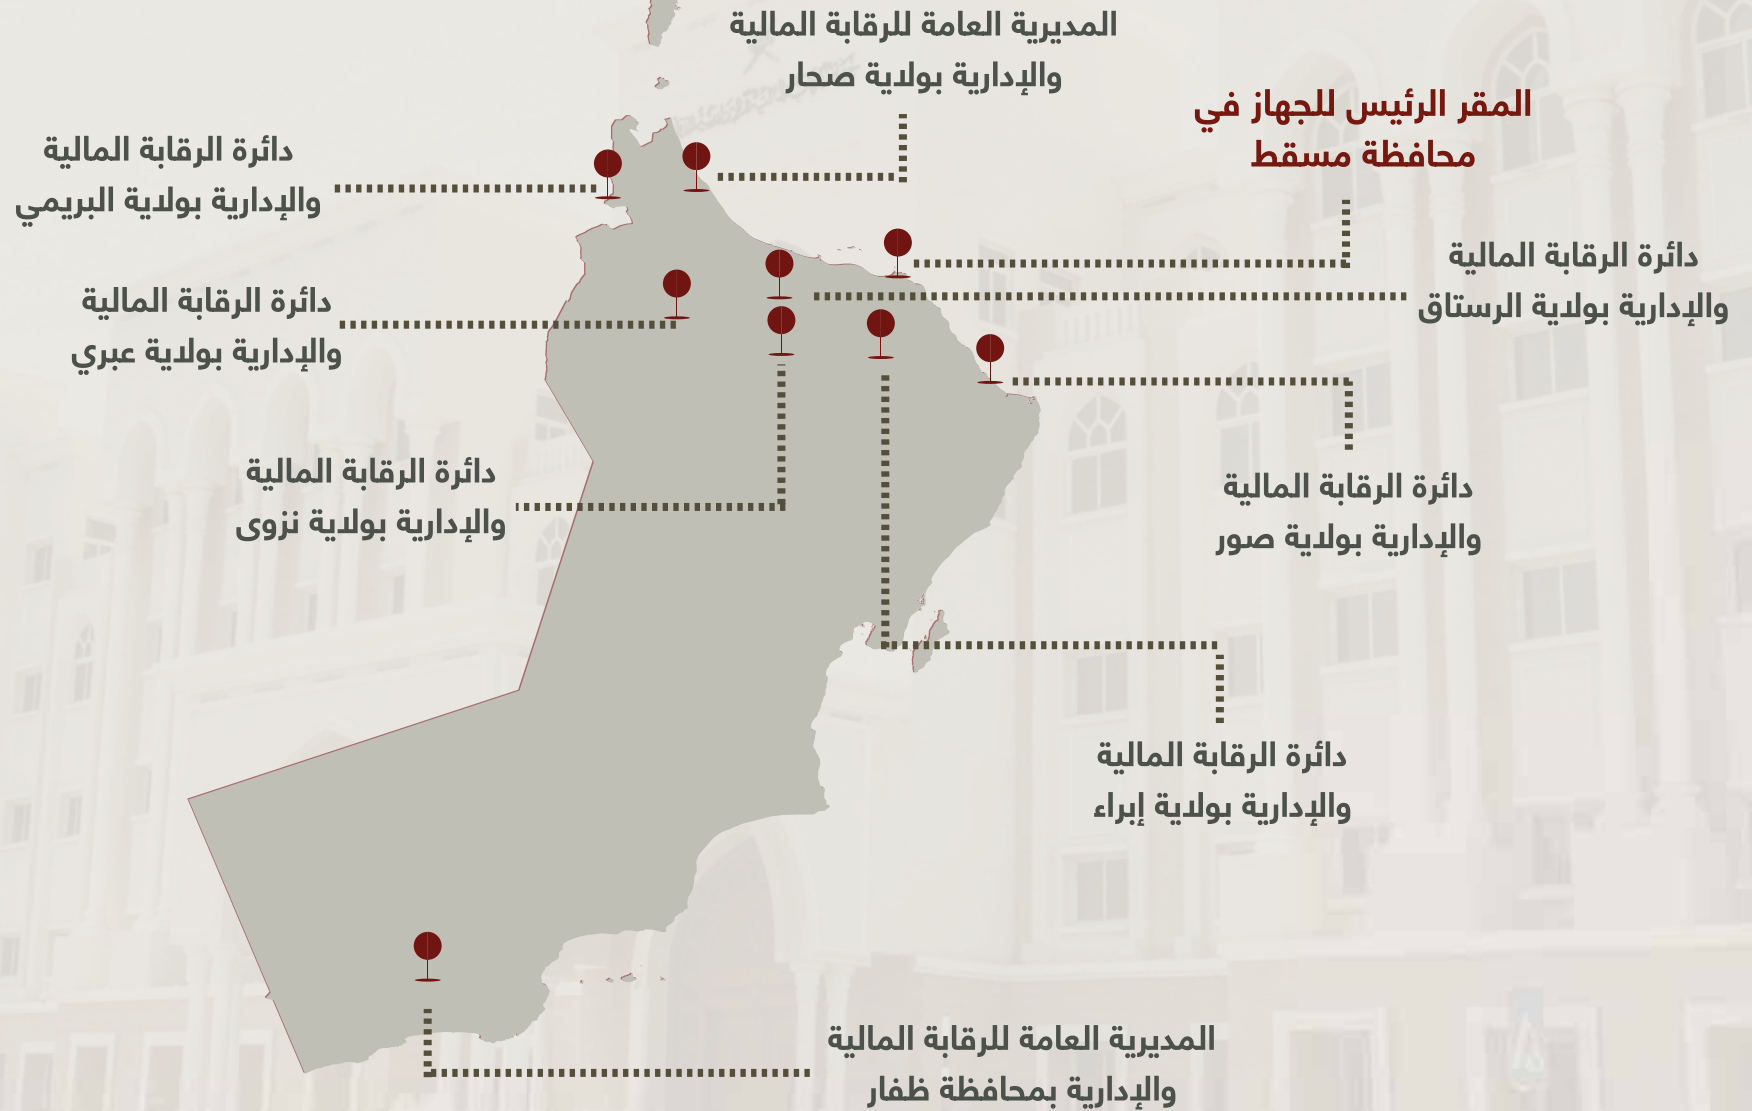 المديرية العامة للرقابة المالية
والإدارية بولاية صحار
المقر الرئيس للجهاز في
محافظة مسقط
دائرة الرقابة المالية
والإدارية بولاية البريمي
دائرة الرقابة المالية
والإدارية بولاية الرستاق
دائرة الرقابة المالية
والإدارية بولاية عبري
دائرة الرقابة المالية
والإدارية بولاية نزوى
دائرة الرقابة المالية
والإدارية بولاية صور
دائرة الرقابة المالية
والإدارية بولاية إبراء
المديرية العامة للرقابة المالية
والإدارية بمحافظة ظفار